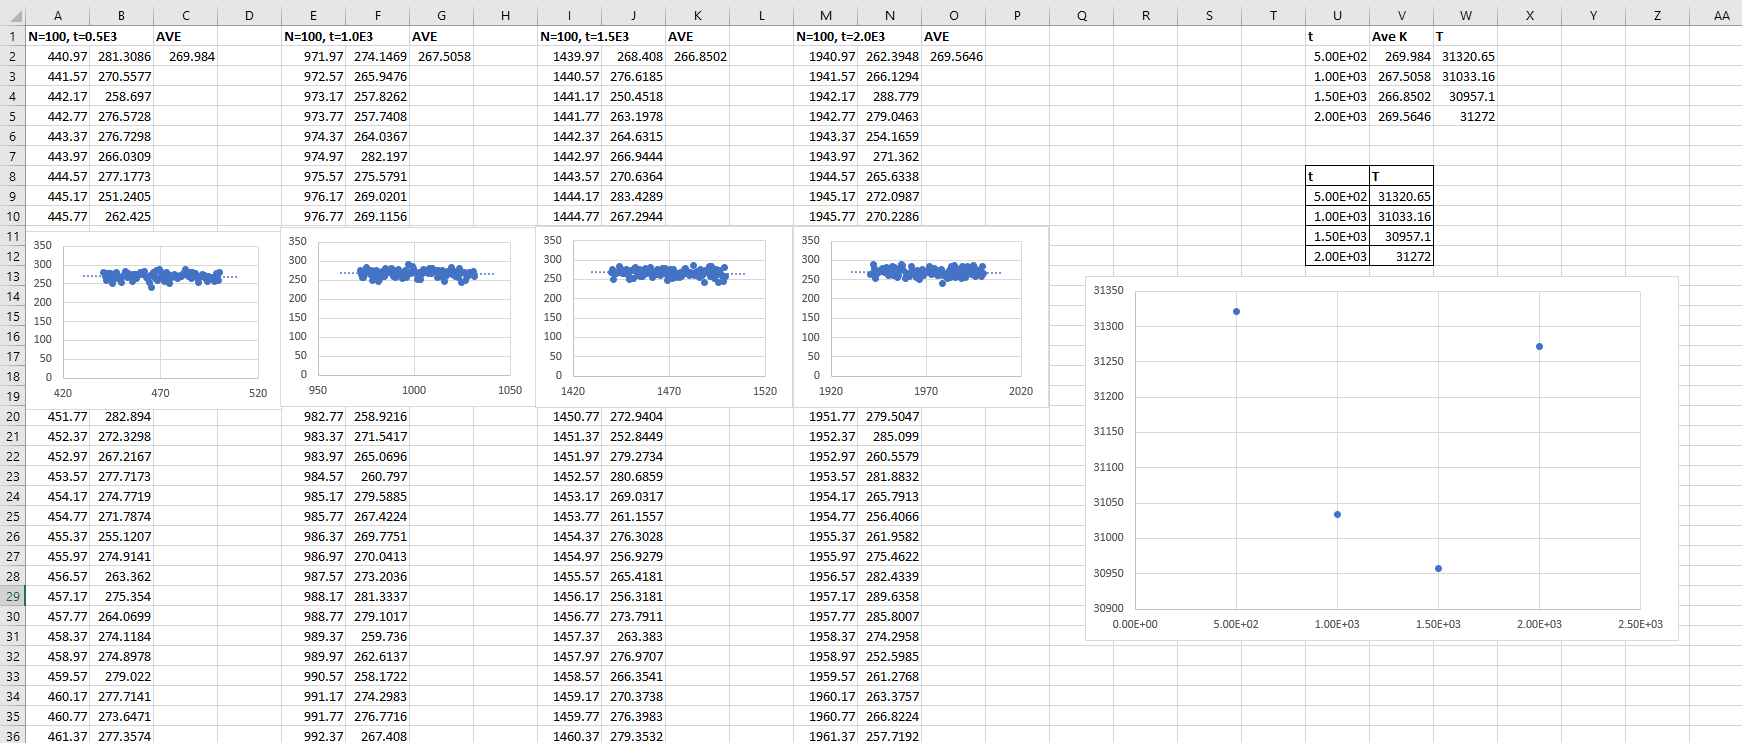 A B C D E F G H I J K L M N O P Q R S T U V W X Y Z AA
1 N=100, t=0.5E3 AVE N=100, t=1.0E3 AVE N=100, t=1.5E3 AVE N=100, t=2.0E3 AVE t Ave K T
2 440.97 281.3086 269.984 971.97 274.1469 267.5058 1439.97 268.408 266.8502 1940.97 262.3948 269.5646 5.00E+02 269.984 31320.65
3 441.57 270.5577 972.57 265.9476 1440.57 276.6185 1941.57 266.1294 1.00E+03 267.5058 31033.16
4 442.17 258.697 973.17 257.8262 1441.17 250.4518 1942.17 288.779 1.50E+03 266.8502 30957.1
5 442.77 276.5728 973.77 257.7408 1441.77 263.1978 1942.77 279.0463 2.00E+03 269.5646 31272
6 443.37 276.7298 974.37 264.0367 1442.37 264.6315 1943.37 254.1659
7 443.97 266.0309 974.97 282.197 1442.97 266.9444 1943.97 271.362
8 444.57 277.1773 975.57 275.5791 1443.57 270.6364 1944.57 265.6338 t T
9 445.17 251.2405 976.17 269.0201 1444.17 283.4289 1945.17 272.0987 5.00E+02 31320.65
10 445.77 262.425 976.77 269.1156 1444.77 267.2944 1945.77 270.2286 1.00E+03 31033.16
11 1.50E+03 30957.1
12 2.00E+03 31272
13
14
15
16
17
18
19
350 300 250 200 150 100 50 0
420 470 520
350 300 250 200 150 100 50 0
950 1000 1050
350 300 250 200 150 100 50 0
1420 1470 1520
350 300 250 200 150 100 50 0
1920 1970 2020
31350
31300
31250
31200
31150
31100
31050
31000
30950
30900
0.00E+00 5.00E+02 1.00E+03 1.50E+03 2.00E+03 2.50E+03
20 451.77 282.894 982.77 258.9216 1450.77 272.9404 1951.77 279.5047
21 452.37 272.3298 983.37 271.5417 1451.37 252.8449 1952.37 285.099
22 452.97 267.2167 983.97 265.0696 1451.97 279.2734 1952.97 260.5579
23 453.57 277.7173 984.57 260.797 1452.57 280.6859 1953.57 281.8832
24 454.17 274.7719 985.17 279.5885 1453.17 269.0317 1954.17 265.7913
25 454.77 271.7874 985.77 267.4224 1453.77 261.1557 1954.77 256.4066
26 455.37 255.1207 986.37 269.7751 1454.37 276.3028 1955.37 261.9582
27 455.97 274.9141 986.97 270.0413 1454.97 256.9279 1955.97 275.4622
28 456.57 263.362 987.57 273.2036 1455.57 265.4181 1956.57 282.4339
29 457.17 275.354 988.17 281.3337 1456.17 256.3181 1957.17 289.6358
30 457.77 264.0699 988.77 279.1017 1456.77 273.7911 1957.77 285.8007
31 458.37 274.1184 989.37 259.736 1457.37 263.383 1958.37 274.2958
32 458.97 274.8978 989.97 262.6137 1457.97 276.9707 1958.97 252.5985
33 459.57 279.022 990.57 258.1722 1458.57 266.3541 1959.57 261.2768
34 460.17 277.7141 991.17 274.2983 1459.17 270.3738 1960.17 263.3757
35 460.77 273.6471 991.77 276.7716 1459.77 276.3983 1960.77 266.8224
36 461.37 277.3574 992.37 267.408 1460.37 279.3532 1961.37 257.7192